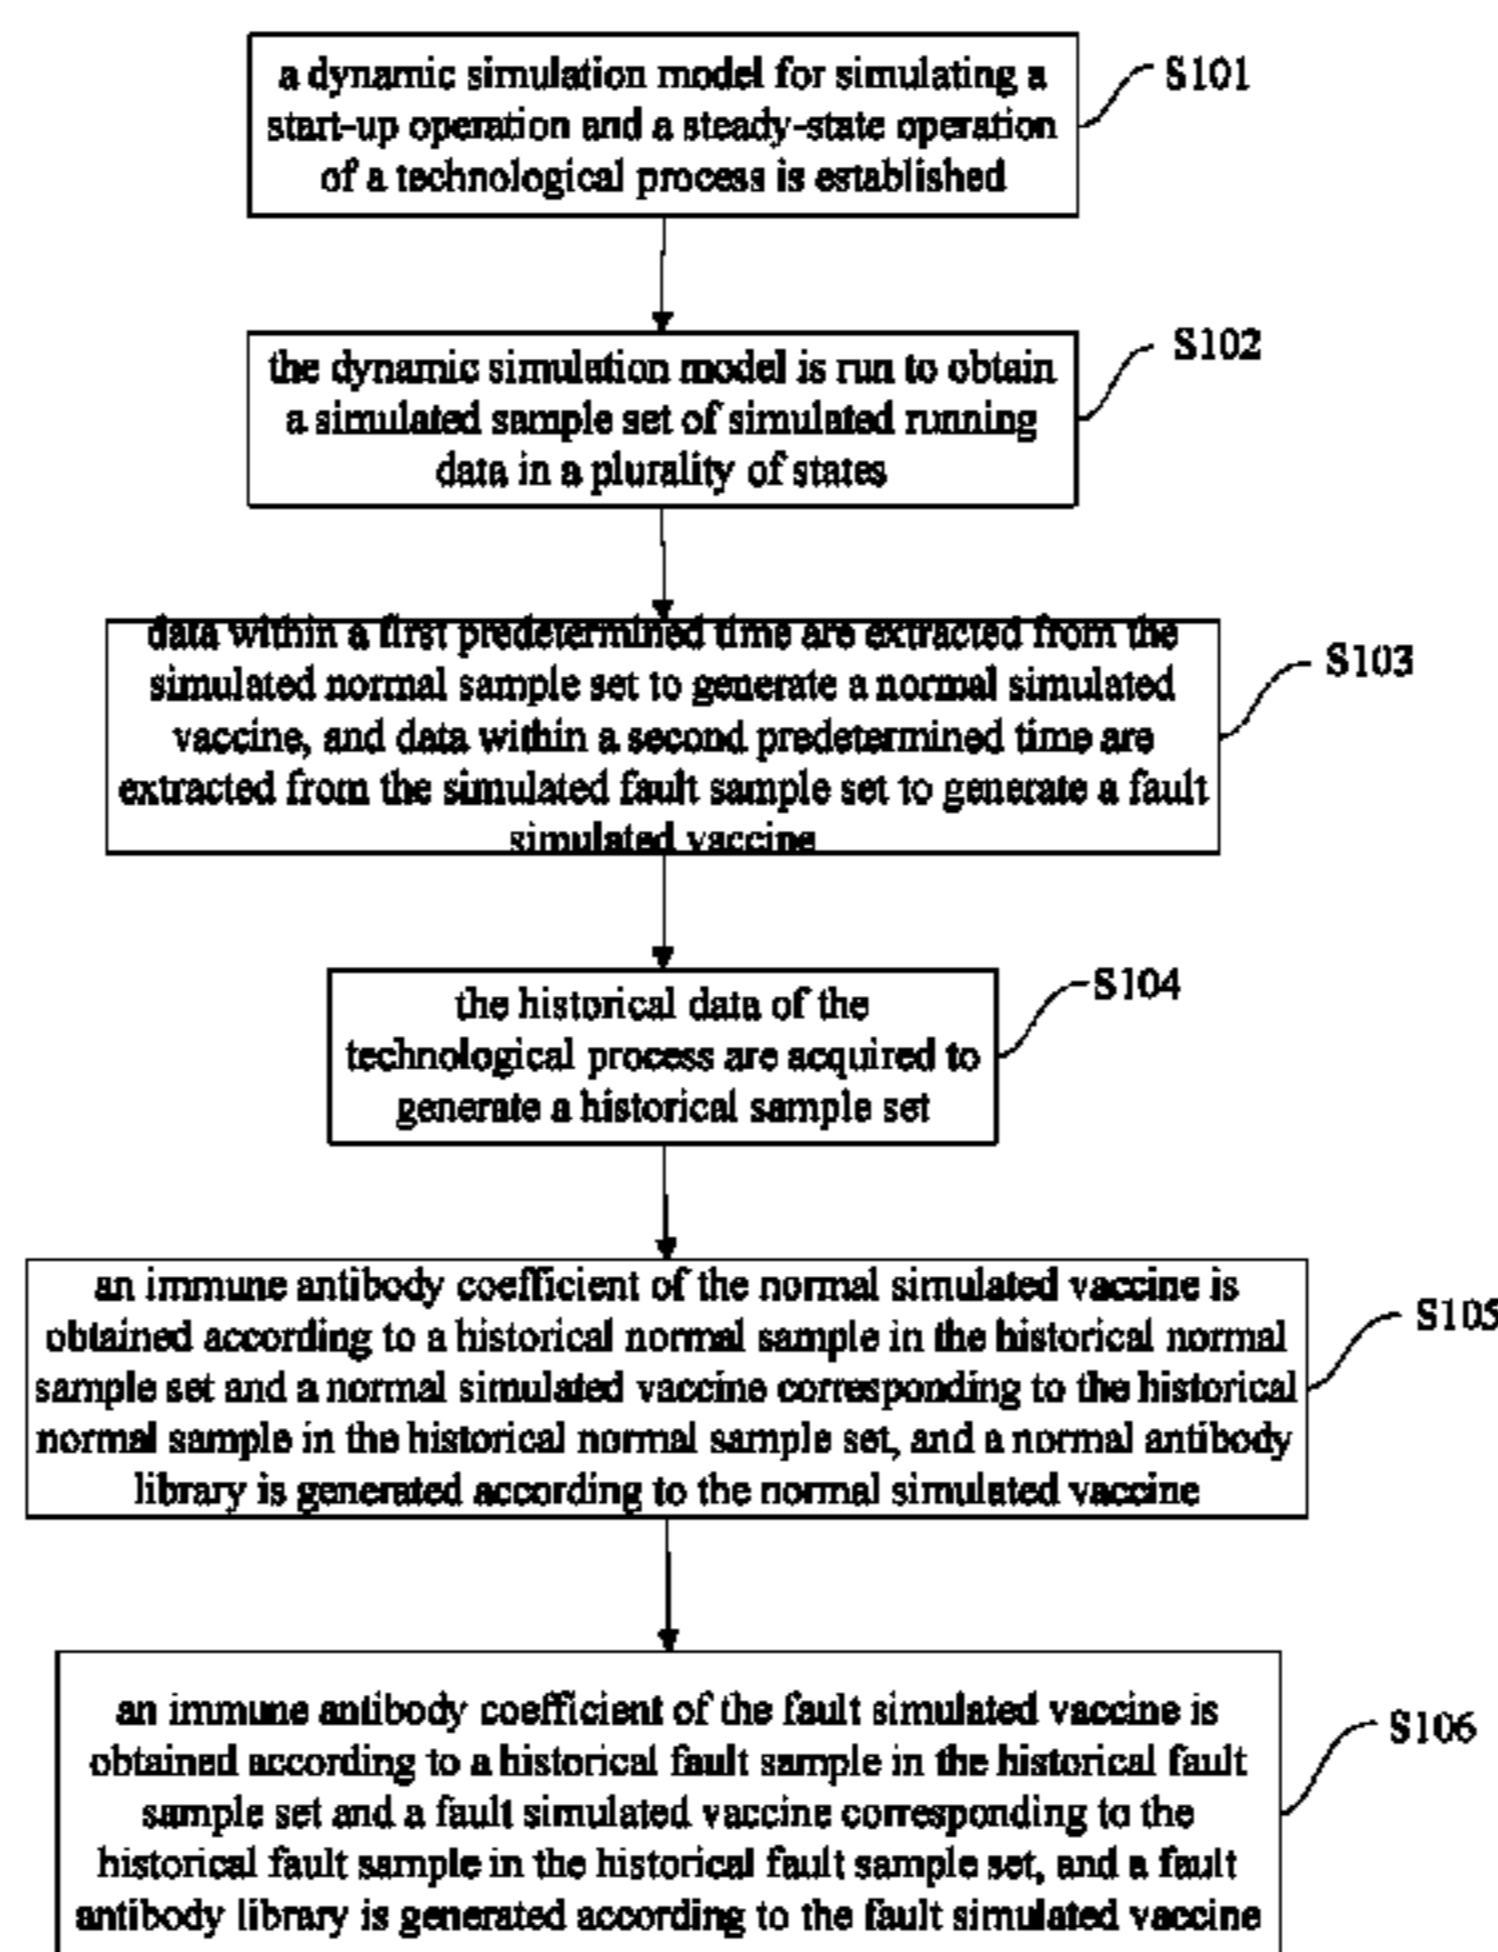 a dynamic simulation model for simulating a
start-up operation and a steady-state operation
of a technological process is established
S101
the dynamic simulation model is run to obtain
a simulated sample set of simulated running
data in a plurality of states
S102
data within a first predetermined time are extracted from the
simulated normal sample set to generate a normal simulated
vaccine, and data within a second predetermined time are
extracted from the simulated fault sample set to generate a fault
simulated vaccine
S103
the historical data of the
technological process are acquired to
generate a historical sample set
S104
an immune antibody coefficient of the normal simulated vaccine is
obtained according to a historical normal sample in the historical normal
sample set and a normal simulated vaccine corresponding to the historical
normal sample in the historical normal sample set, and a normal antibody
library is generated according to the normal simulated vaccine
S105
an immune antibody coefficient of the fault simulated vaccine is
obtained according to a historical fault sample in the historical fault
sample set and a fault simulated vaccine corresponding to the
historical fault sample in the historical fault sample set, and a fault
antibody library is generated according to the fault simulated vaccine
S106